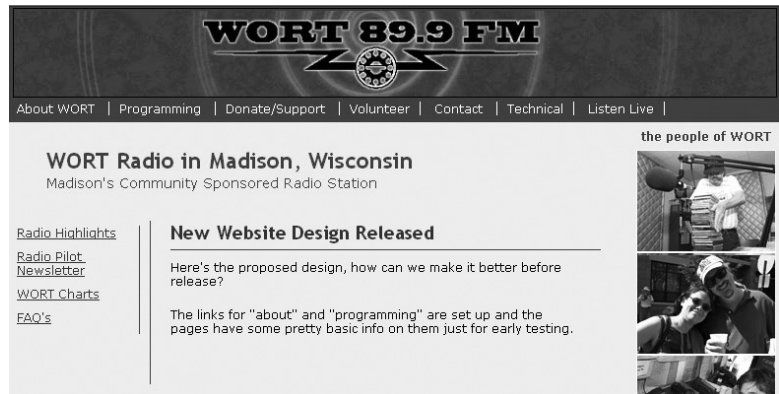 WORT 89.9 FM
About WORT | Programming | Donate/Support | Volunteer | Contact | Technical | Listen Live |
the people of WORT
WORT Radio in Madison, Wisconsin
Madison's Community Sponsored Radio Station
Radio Highlights
Radio Pilot
Newsletter
WORT Charts
FAQ's
New Website Design Released
Here's the proposed design, how can we make it better before
release?
The links for "about" and "programming" are set up and the
pages have some pretty basic info on them just for early testing.